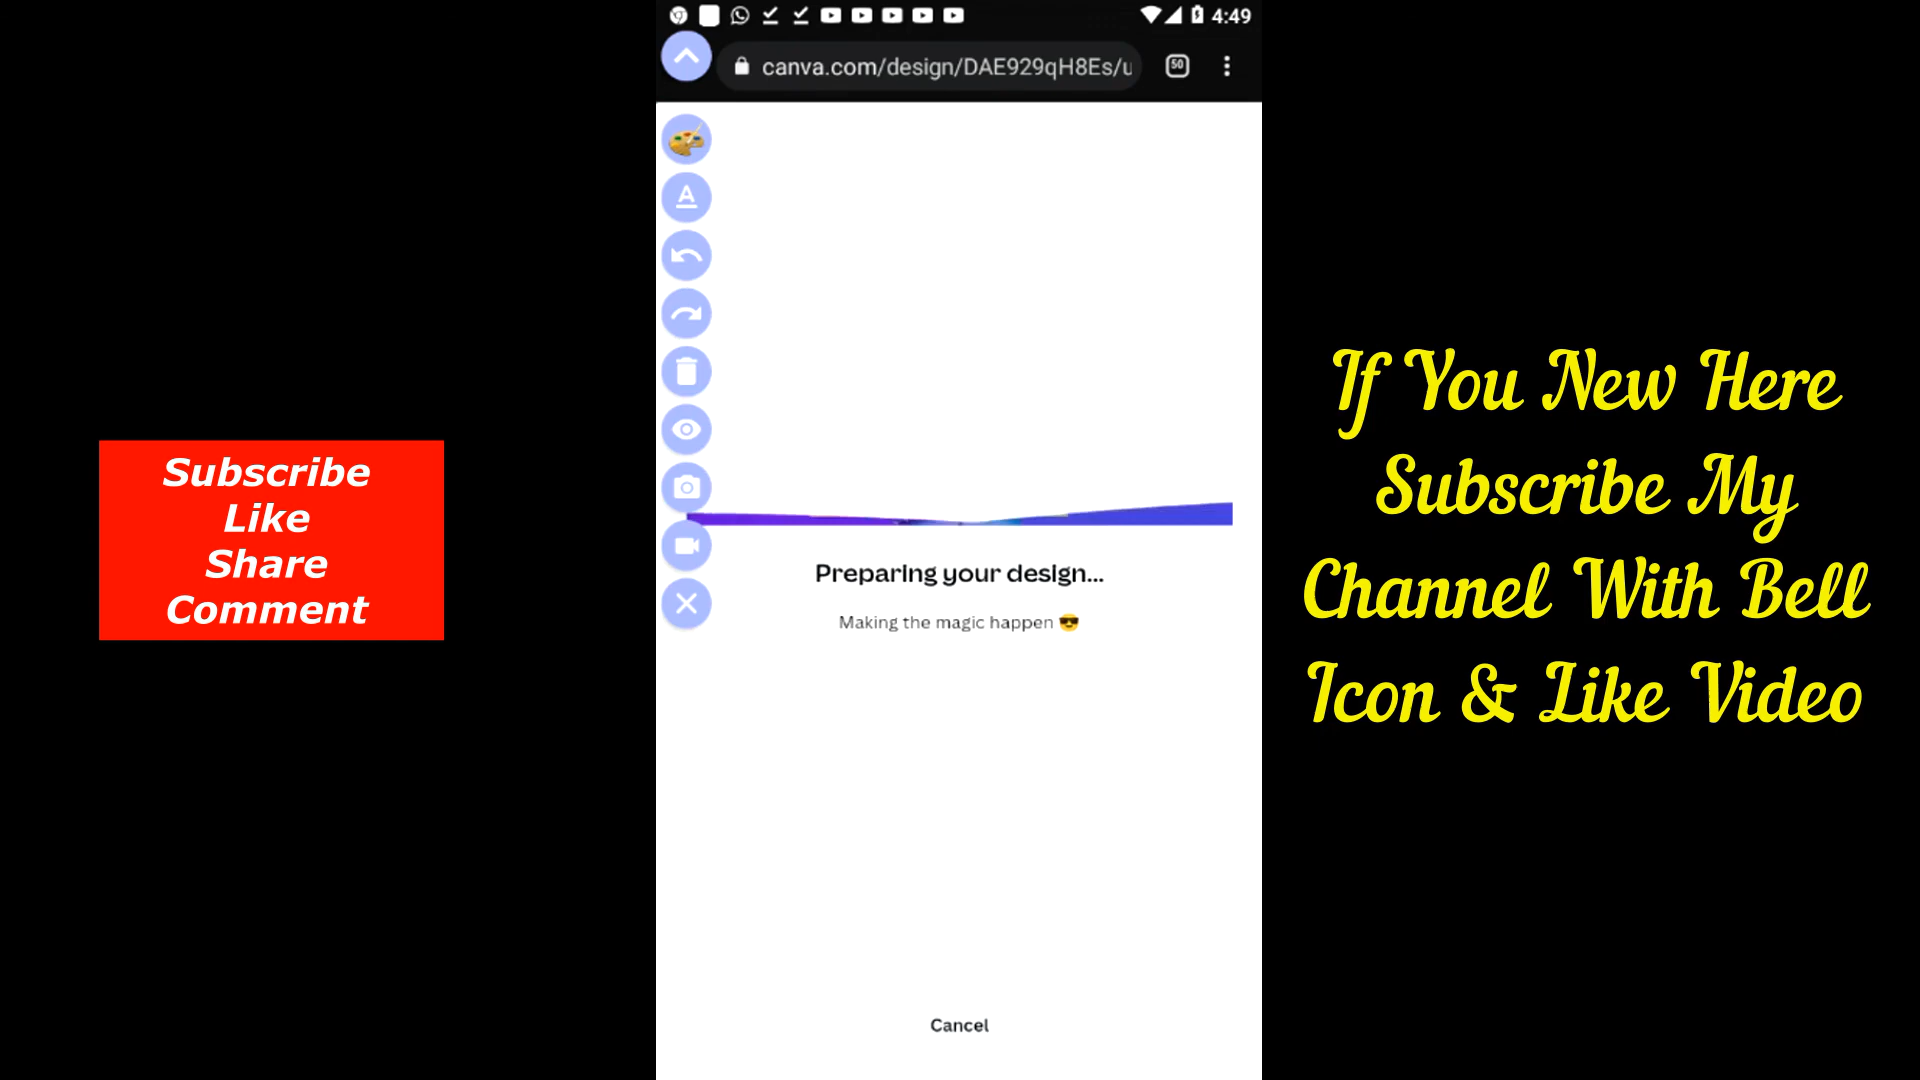 4:49
canva.com/design/DAE929qH8Es/u
50
A
Subscribe
Like
Share
Comment
Preparing your design...
Making the magic happen 😎
Cancel
If You New Here
Subscribe My
Channel With Bell
Icon & Like Video